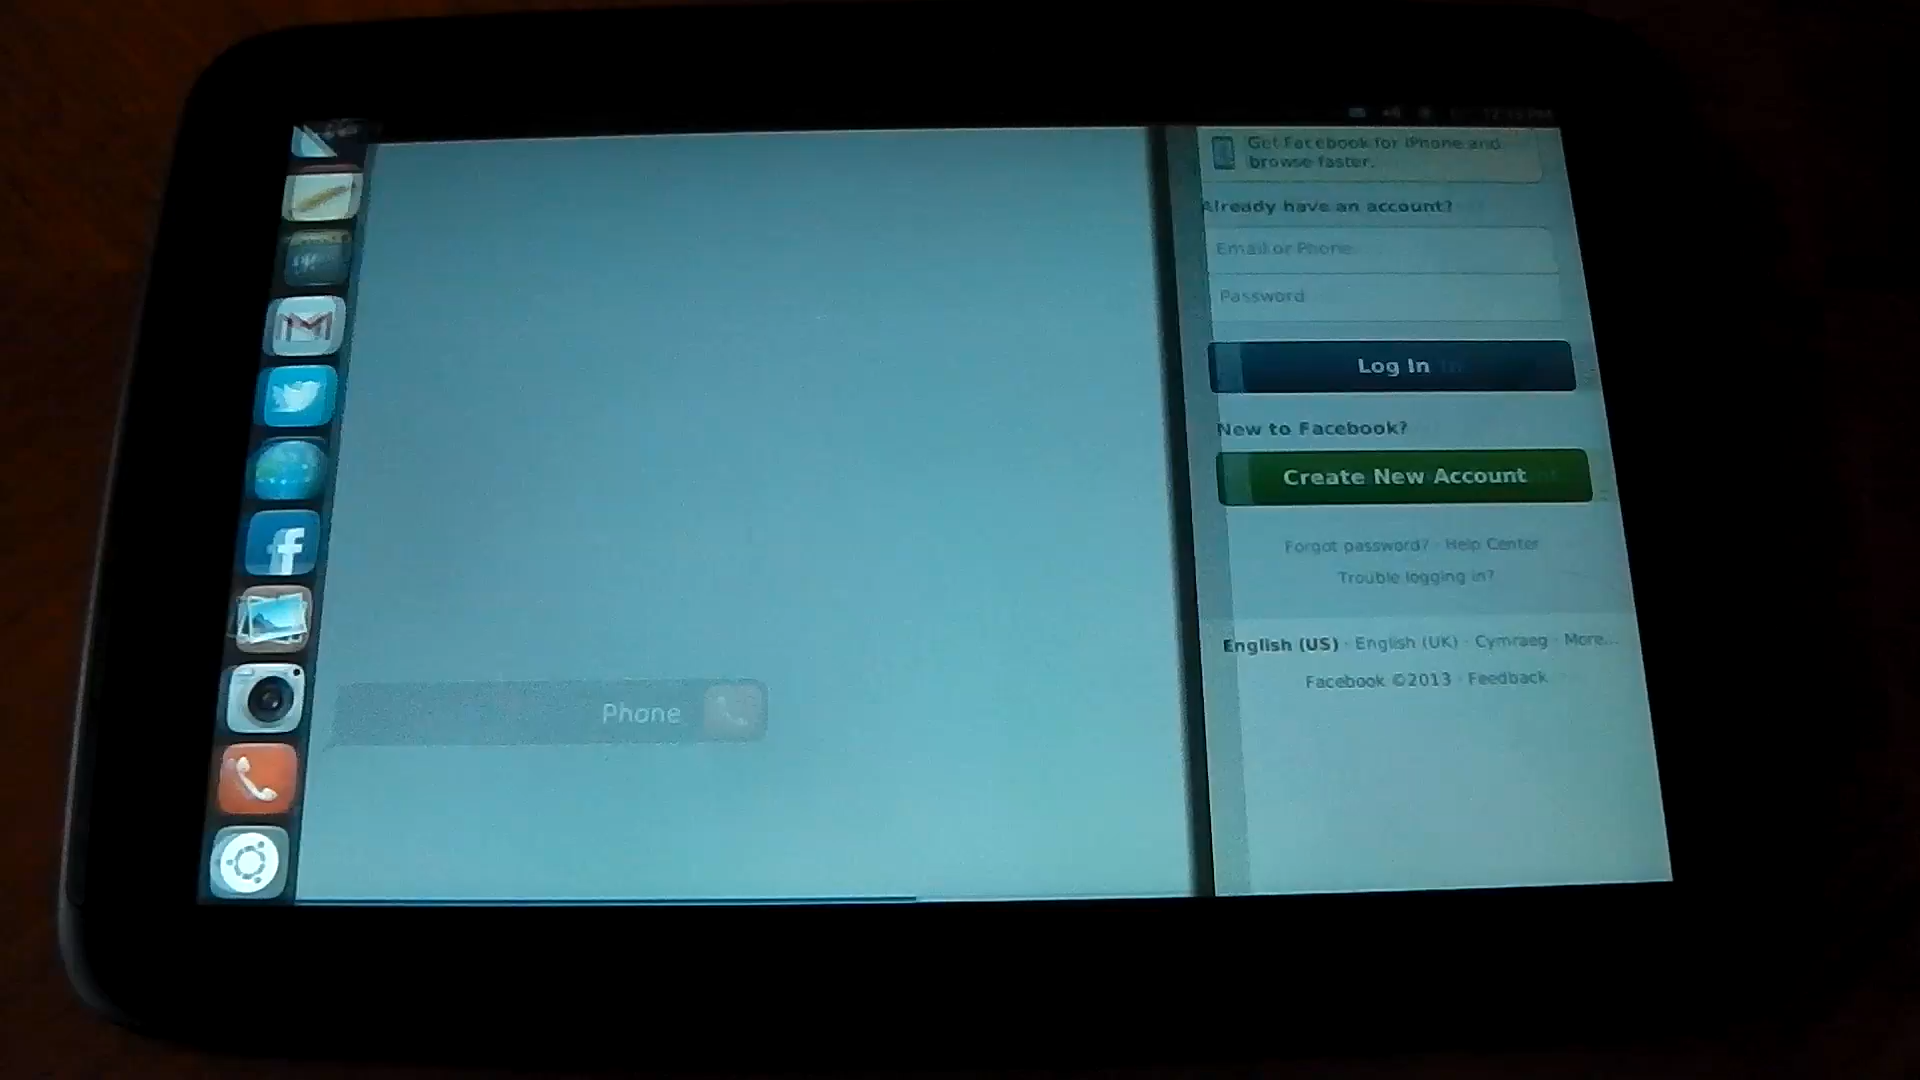 Get Facebook for iPhone and
browse faster.
Already have an account?
Email or Phone
Password
Log In
New to Facebook?
Create New Account
Forgot password? · Help Center
Trouble logging in?
English (US) · English (UK) · Cymraeg · More...
Facebook ©2013 · Feedback
Phone